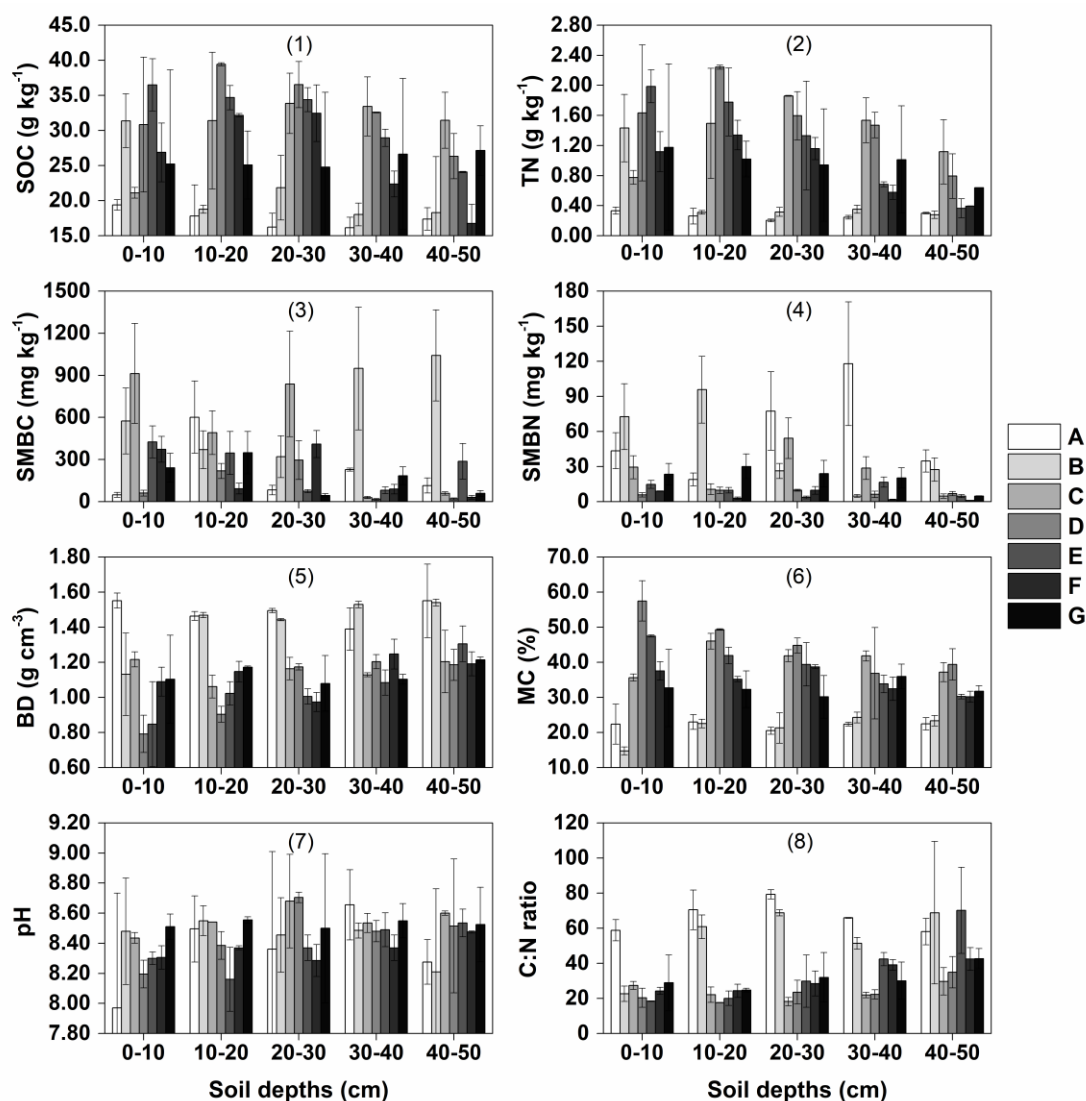 (1)
SOC (g kg⁻¹)
45.0
40.0
35.0
30.0
25.0
20.0
15.0
0-10 10-20 20-30 30-40 40-50
(2)
TN (g kg⁻¹)
2.80
2.40
2.00
1.60
1.20
0.80
0.40
0.00
0-10 10-20 20-30 30-40 40-50
(3)
SMBC (mg kg⁻¹)
1500
1200
900
600
300
0
0-10 10-20 20-30 30-40 40-50
(4)
SMBN (mg kg⁻¹)
180
150
120
90
60
30
0
0-10 10-20 20-30 30-40 40-50
A
B
C
D
E
F
G
(5)
BD (g cm⁻³)
1.80
1.60
1.40
1.20
1.00
0.80
0.60
0-10 10-20 20-30 30-40 40-50
(6)
MC (%)
70.0
60.0
50.0
40.0
30.0
20.0
10.0
0-10 10-20 20-30 30-40 40-50
(7)
pH
9.20
9.00
8.80
8.60
8.40
8.20
8.00
7.80
0-10 10-20 20-30 30-40 40-50
Soil depths (cm)
(8)
C:N ratio
120
100
80
60
40
20
0
0-10 10-20 20-30 30-40 40-50
Soil depths (cm)